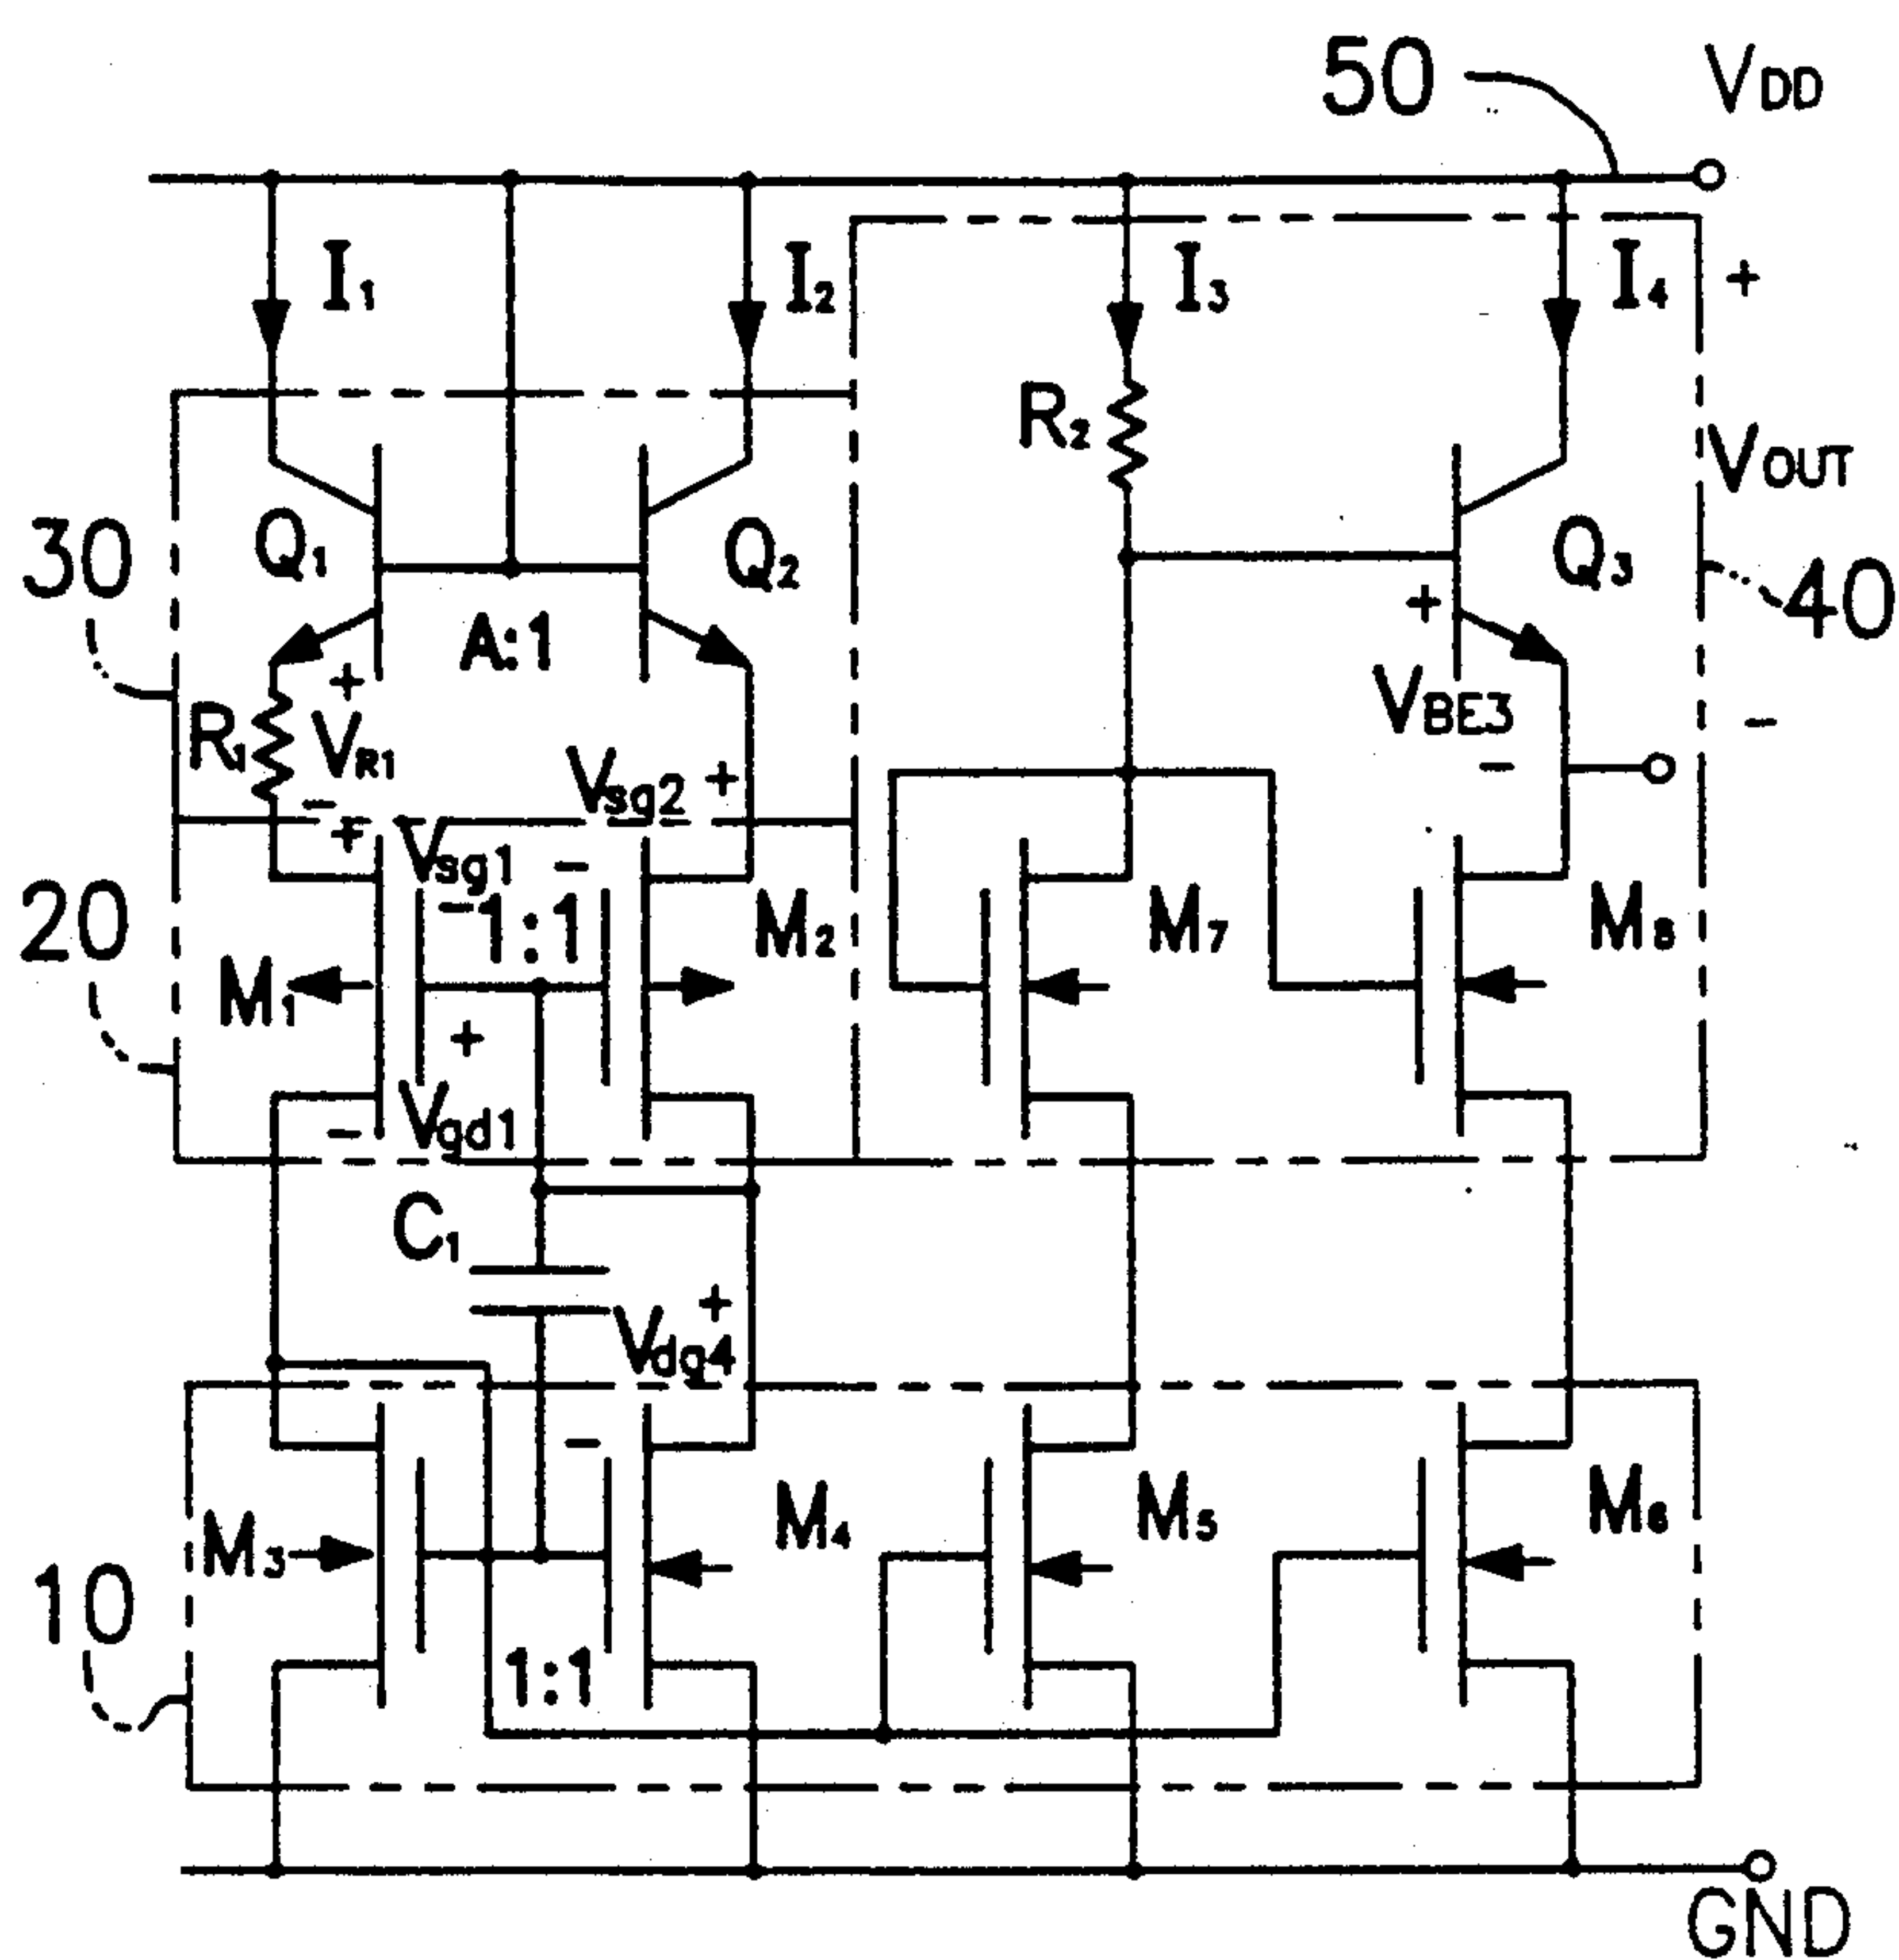 50
VDD
I1
I2
I3
I4
+
R2
VOUT
30
Q1
Q2
Q3
40
A:1
+
+
VBE3
-
-
R1
VR1
-
Vsg2
+
+
Vsg1
-
-
1:1
20
M1
M2
M7
M8
+
Vgd1
-
C1
+
Vdg4
-
M3
M4
M5
M6
10
1:1
GND